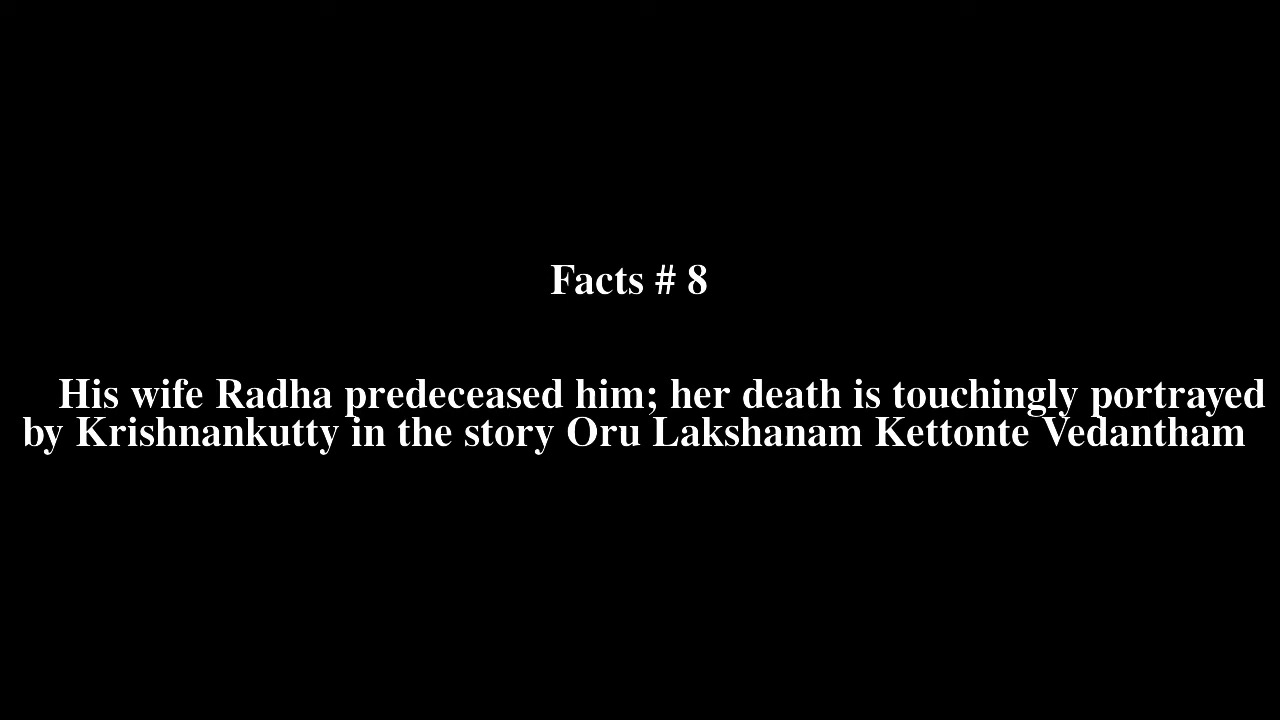 Facts # 8
His wife Radha predeceased him; her death is touchingly portrayed
by Krishnankutty in the story Oru Lakshanam Kettonte Vedantham